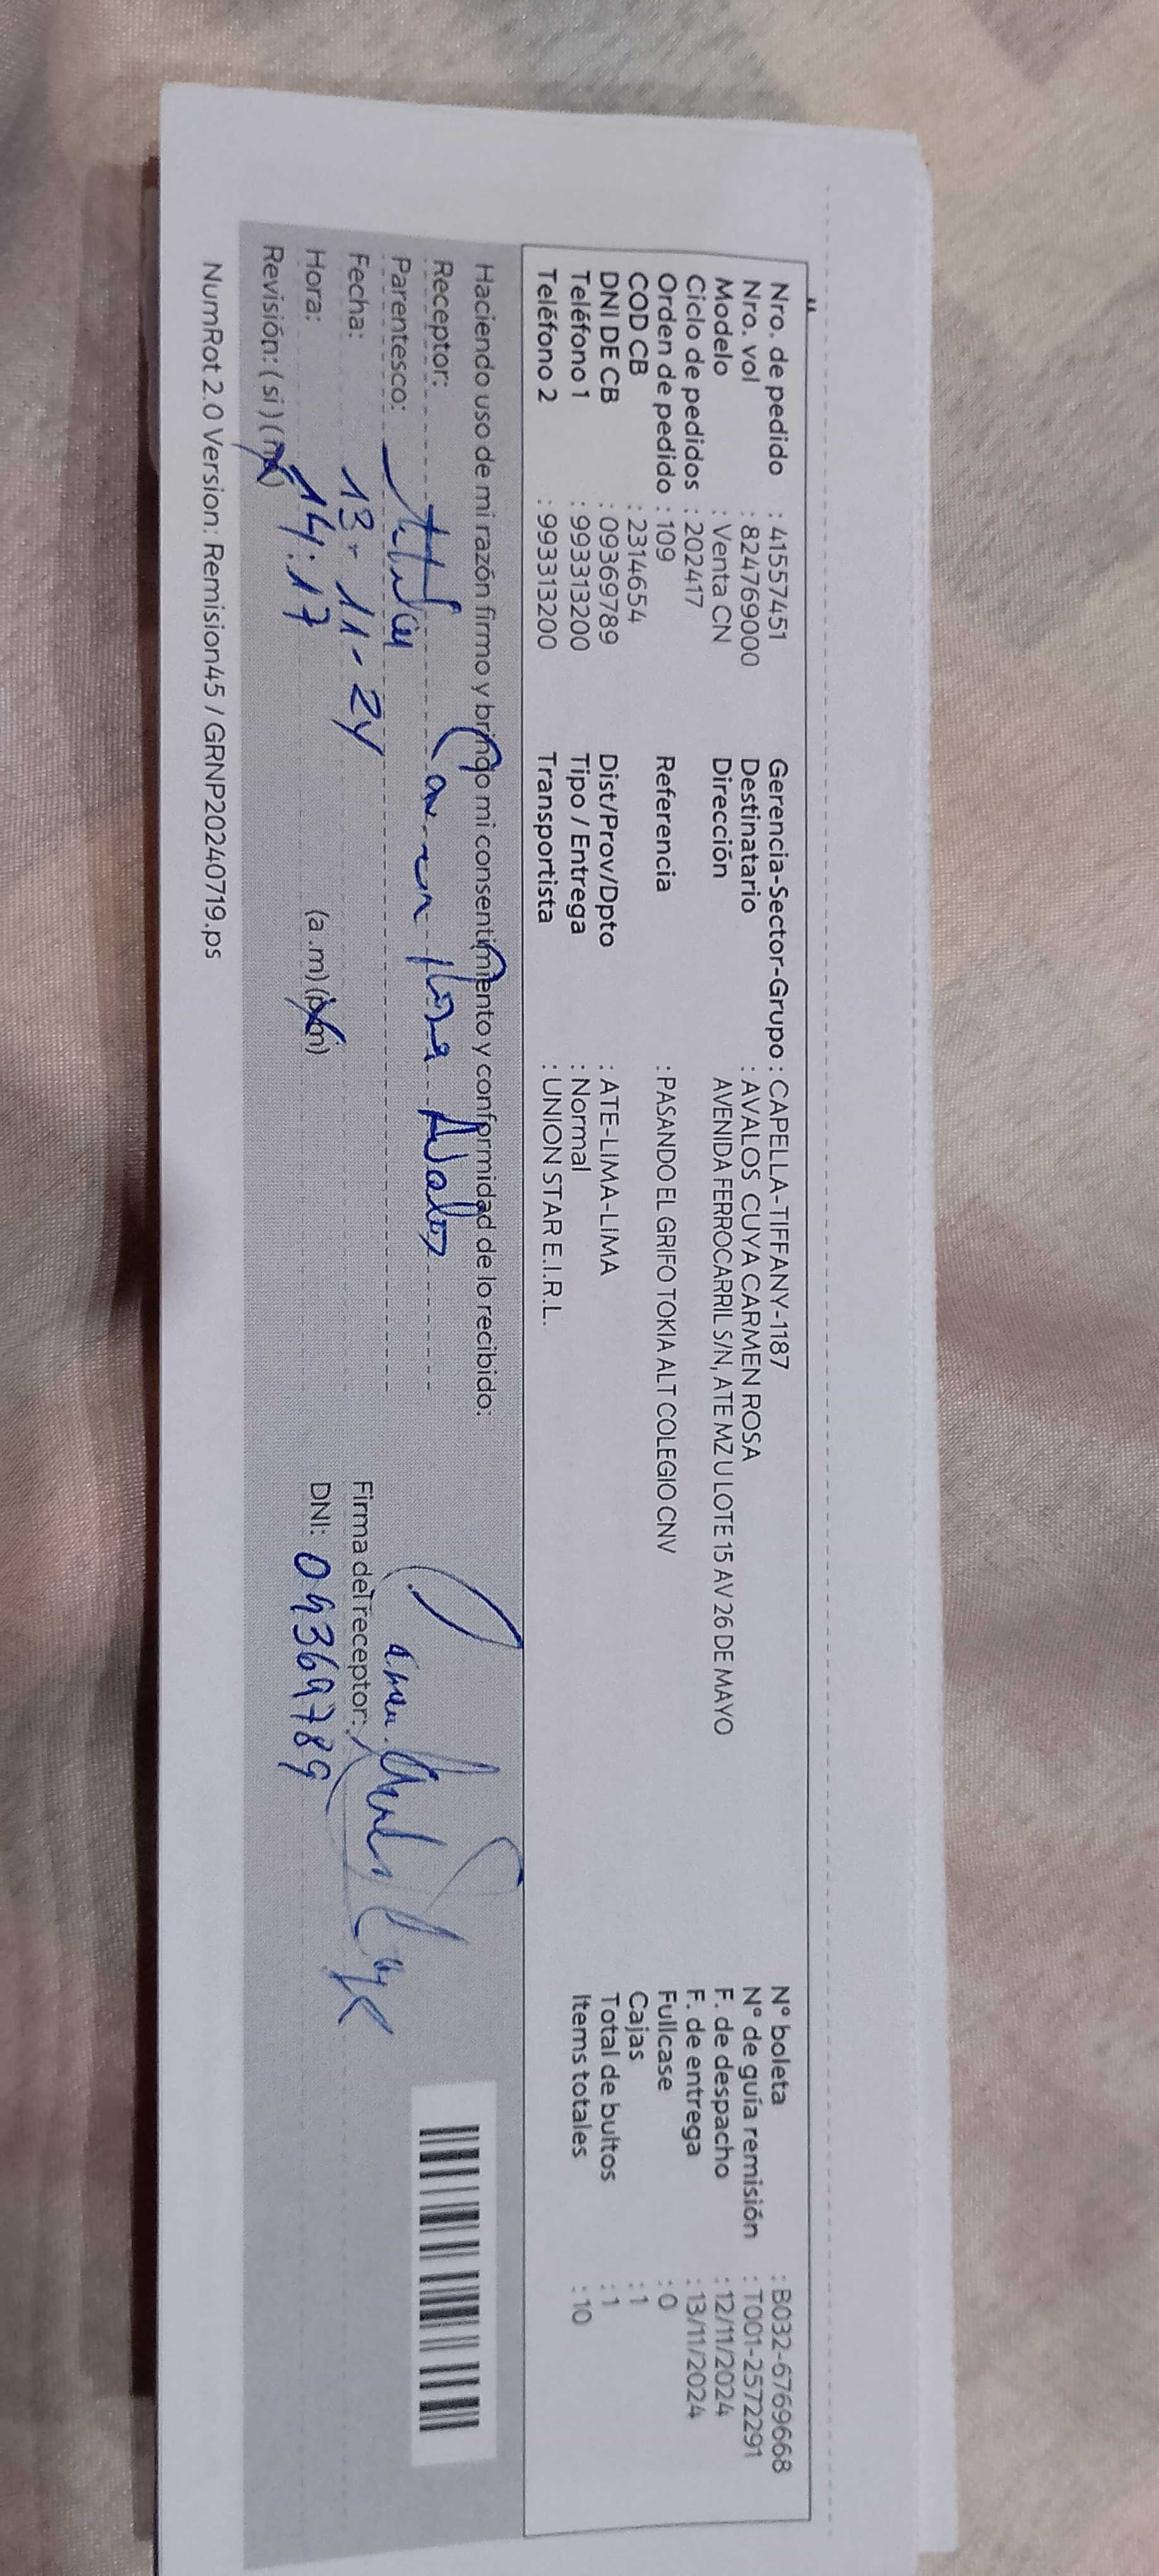 Nro. de pedido : 41557451 Gerencia-Sector-Grupo : CAPELLA-TIFFANY-1187 N° boleta : B032-6769668
Nro. vol : 824769000 Destinatario : AVALOS CUYA CARMEN ROSA N° de guía remisión : T001-2572291
Modelo : Venta CN Dirección AVENIDA FERROCARRIL S/N, ATE MZ U LOTE 15 AV 26 DE MAYO F. de despacho : 12/11/2024
Ciclo de pedidos : 202417 F. de entrega : 13/11/2024
Orden de pedido : 109 Referencia : PASANDO EL GRIFO TOKIA ALT COLEGIO CNV Fullcase : 0
COD CB : 2314654 Cajas : 1
DNI DE CB : 09369789 Dist/Prov/Dpto : ATE-LIMA-LIMA Total de bultos : 1
Teléfono 1 : 993313200 Tipo / Entrega : Normal Items totales : 10
Teléfono 2 : 993313200 Transportista : UNION STAR E.I.R.L.
Haciendo uso de mi razón firmo y brindo mi consentimiento y conformidad de lo recibido:
Receptor: Carmen Rosa Avalos
Parentesco: Titular
Fecha: 13-11-24 Firma del receptor:
Hora: 14:17 (a.m) (p.m) DNI: 09369789
Revisión: (si) (no)
NumRot 2.0 Version: Remision45 / GRNP20240719.ps